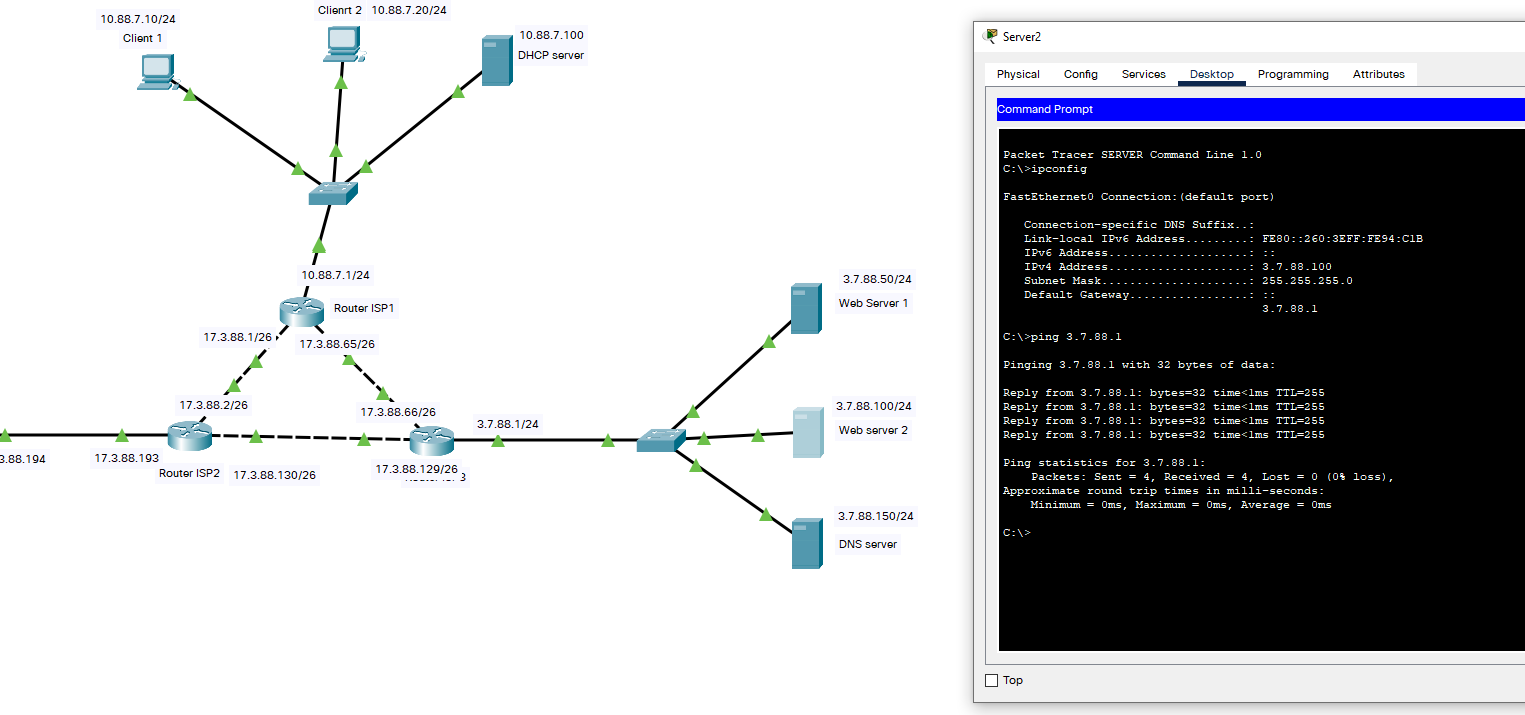 10.88.7.10/24
Client 1
Clienrt 2 10.88.7.20/24
10.88.7.100
DHCP server
10.88.7.1/24
Router ISP1
17.3.88.1/26
17.3.88.65/26
17.3.88.2/26
17.3.88.66/26
3.7.88.1/24
3.88.194
17.3.88.193
Router ISP2
17.3.88.130/26
17.3.88.129/26
3.7.88.50/24
Web Server 1
3.7.88.100/24
Web server 2
3.7.88.150/24
DNS server
Server2
Physical Config Services Desktop Programming Attributes
Command Prompt
Packet Tracer SERVER Command Line 1.0
C:\>ipconfig
FastEthernet0 Connection:(default port)
Connection-specific DNS Suffix..:
Link-local IPv6 Address.........: FE80::260:3EFF:FE94:C1B
IPv6 Address....................: ::
IPv4 Address....................: 3.7.88.100
Subnet Mask.....................: 255.255.255.0
Default Gateway.................: ::
3.7.88.1
C:\>ping 3.7.88.1
Pinging 3.7.88.1 with 32 bytes of data:
Reply from 3.7.88.1: bytes=32 time<1ms TTL=255
Reply from 3.7.88.1: bytes=32 time<1ms TTL=255
Reply from 3.7.88.1: bytes=32 time<1ms TTL=255
Reply from 3.7.88.1: bytes=32 time<1ms TTL=255
Ping statistics for 3.7.88.1:
Packets: Sent = 4, Received = 4, Lost = 0 (0% loss),
Approximate round trip times in milli-seconds:
Minimum = 0ms, Maximum = 0ms, Average = 0ms
C:\>
Top